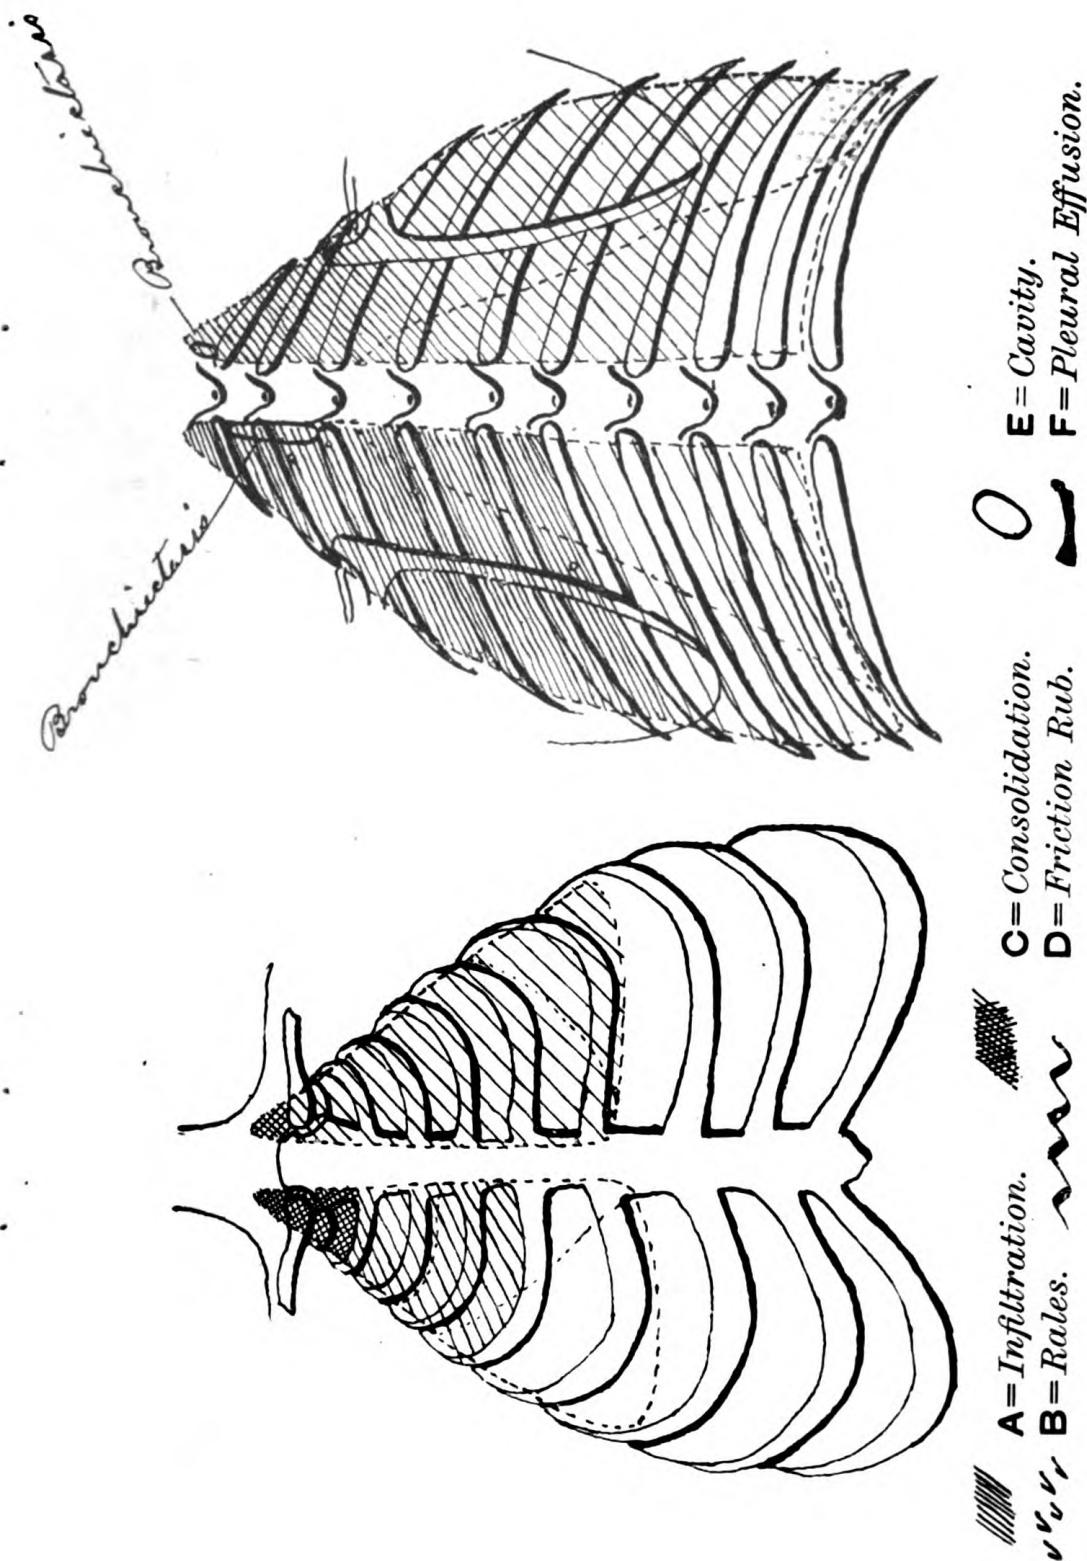 Bronchiectasis
Bronchiectasis
A=Infiltration. C=Consolidation. E=Cavity.
B=Rales. D=Friction Rub. F=Pleural Effusion.